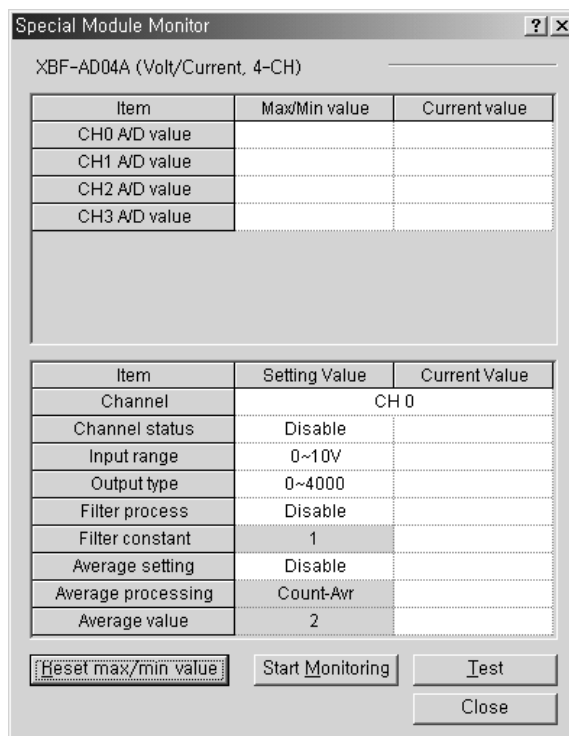 Special Module Monitor ? ×
XBF-AD04A (Volt/Current, 4-CH)
Item Max/Min value Current value
CH0 A/D value
CH1 A/D value
CH2 A/D value
CH3 A/D value
Item Setting Value Current Value
Channel CH 0
Channel status Disable
Input range 0~10V
Output type 0~4000
Filter process Disable
Filter constant 1
Average setting Disable
Average processing Count-Avr
Average value 2
Reset max/min value Start Monitoring Test
Close